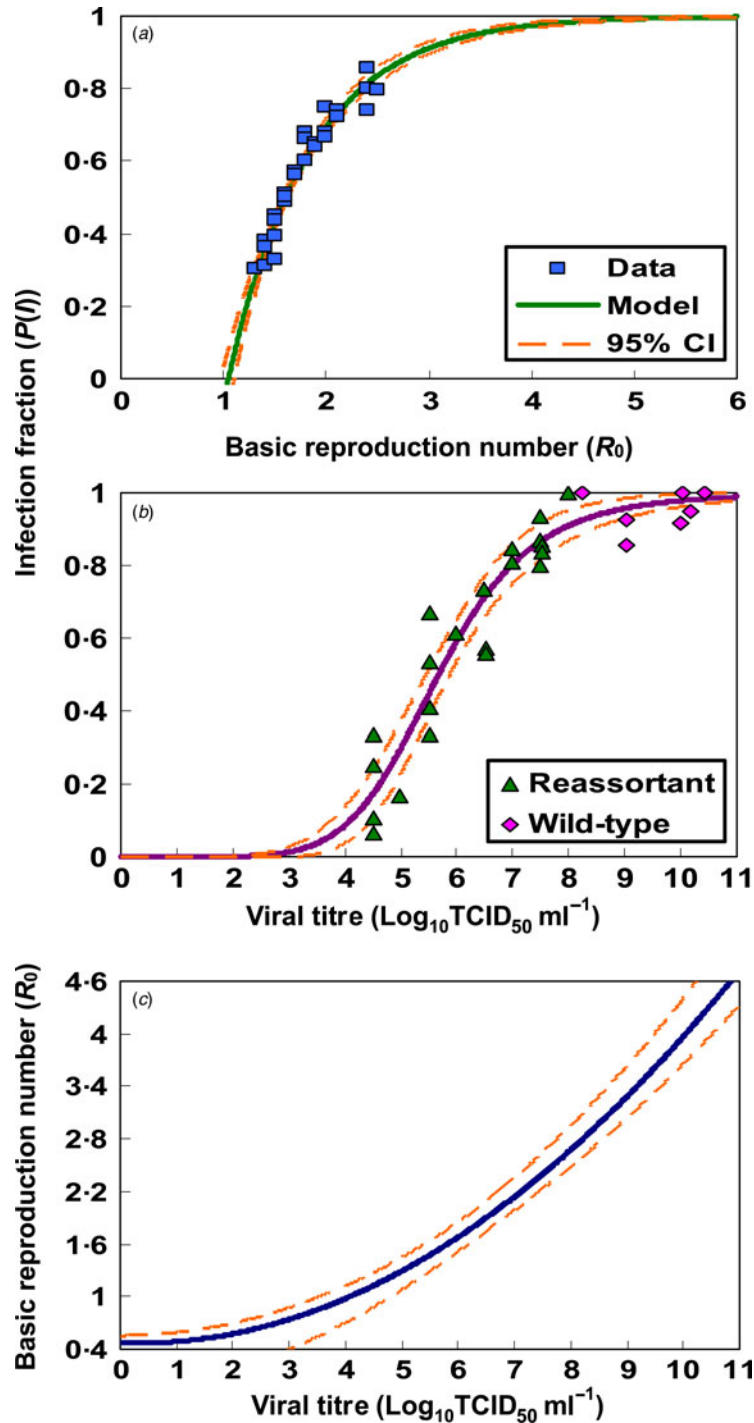 (a)
1
0·8
0·6
0·4
0·2
0
0 1 2 3 4 5 6
Data
Model
95% CI
Basic reproduction number (R0)
Infection fraction (P(I))
(b)
1
0·8
0·6
0·4
0·2
0
0 1 2 3 4 5 6 7 8 9 10 11
Reassortant
Wild-type
Viral titre (Log10TCID50 ml−1)
(c)
4·6
4
3·4
2·8
2·2
1·6
1
0·4
0 1 2 3 4 5 6 7 8 9 10 11
Basic reproduction number (R0)
Viral titre (Log10TCID50 ml−1)